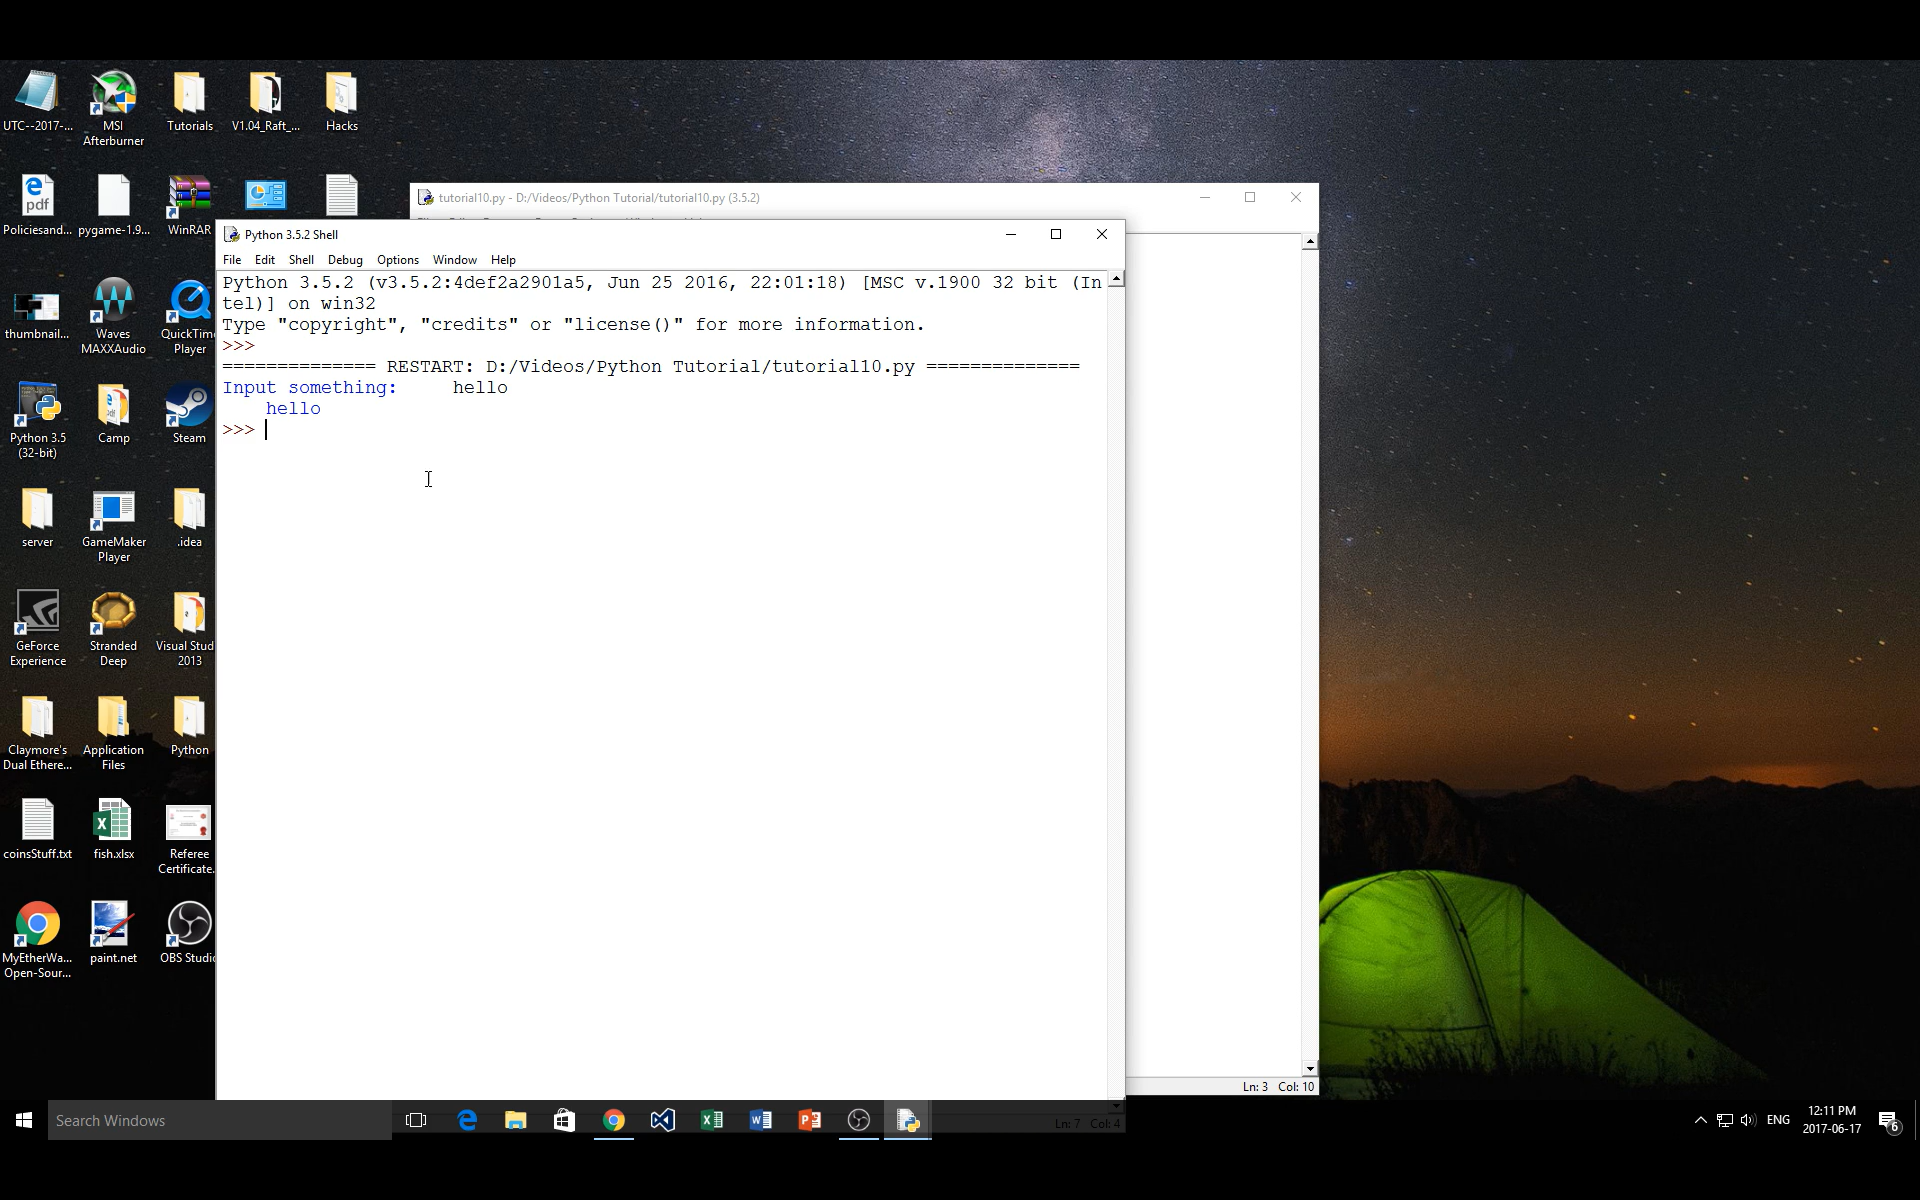 UTC--2017-...
MSI Afterburner
Tutorials
V1.04_Raft_...
Hacks
Policiesand...
pygame-1.9...
WinRAR
thumbnail...
Waves MAXXAudio
QuickTime Player
Python 3.5 (32-bit)
Camp
Steam
server
GameMaker Player
.idea
GeForce Experience
Stranded Deep
Visual Stud 2013
Claymore's Dual Ethere...
Application Files
Python
coinsStuff.txt
fish.xlsx
Referee Certificate.
MyEtherWa... Open-Sour...
paint.net
OBS Studio
tutorial10.py - D:/Videos/Python Tutorial/tutorial10.py (3.5.2)
Python 3.5.2 Shell
File Edit Shell Debug Options Window Help
Python 3.5.2 (v3.5.2:4def2a2901a5, Jun 25 2016, 22:01:18) [MSC v.1900 32 bit (In
tel)] on win32
Type "copyright", "credits" or "license()" for more information.
>>>
============== RESTART: D:/Videos/Python Tutorial/tutorial10.py ==============
Input something:     hello
    hello
>>>
Ln: 3 Col: 10
Ln: 7 Col: 4
Search Windows
ENG
12:11 PM
2017-06-17
6